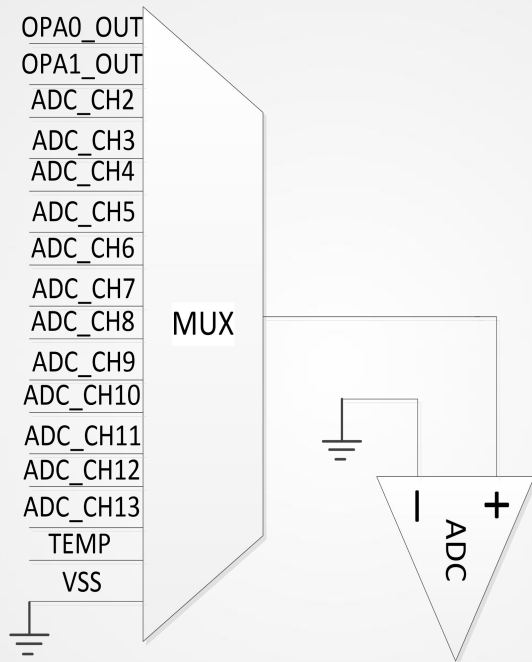 OPA0_OUT
OPA1_OUT
ADC_CH2
ADC_CH3
ADC_CH4
ADC_CH5
ADC_CH6
ADC_CH7
ADC_CH8
ADC_CH9
ADC_CH10
ADC_CH11
ADC_CH12
ADC_CH13
TEMP
VSS
MUX
− +
ADC